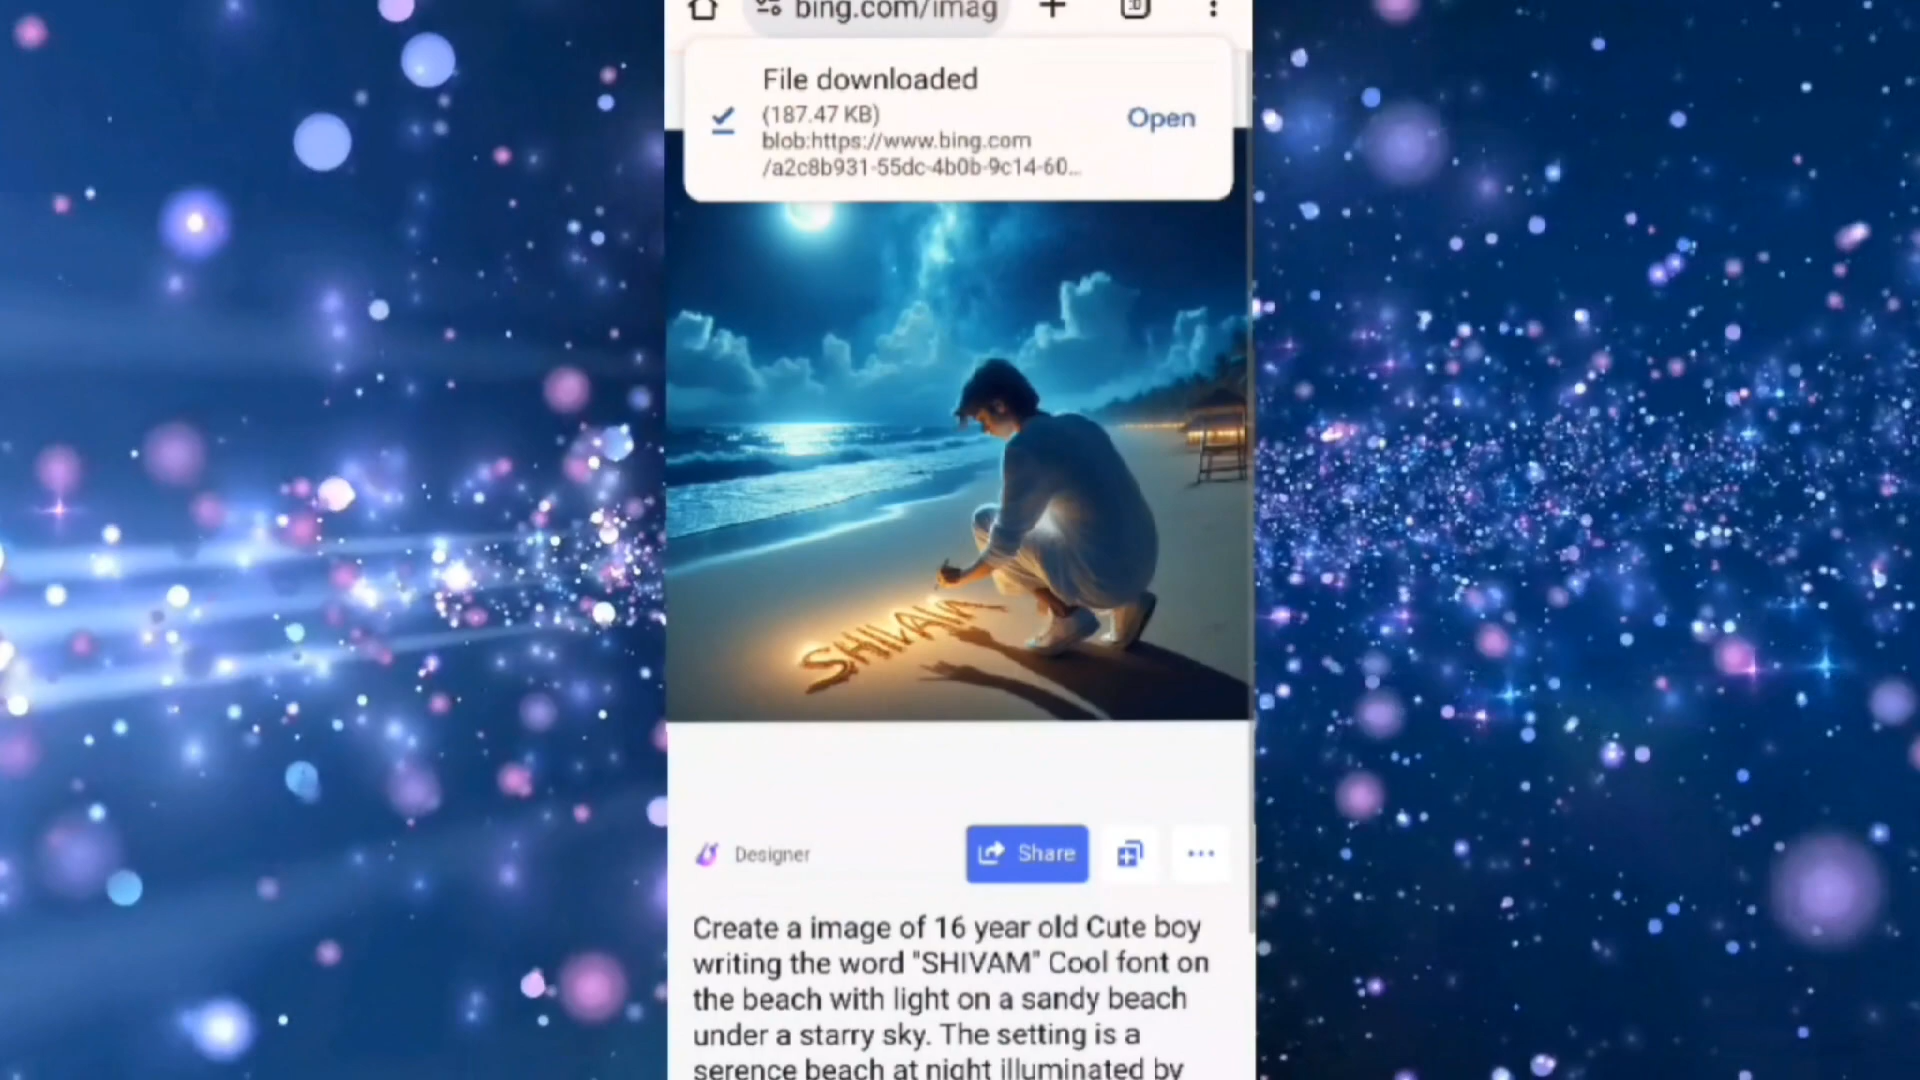 bing.com/imag
File downloaded
(187.47 KB)
blob:https://www.bing.com
/a2c8b931-55dc-4b0b-9c14-60...
Open
SHIVAM
Designer
Share
Create a image of 16 year old Cute boy
writing the word "SHIVAM" Cool font on
the beach with light on a sandy beach
under a starry sky. The setting is a
serence beach at night illuminated by